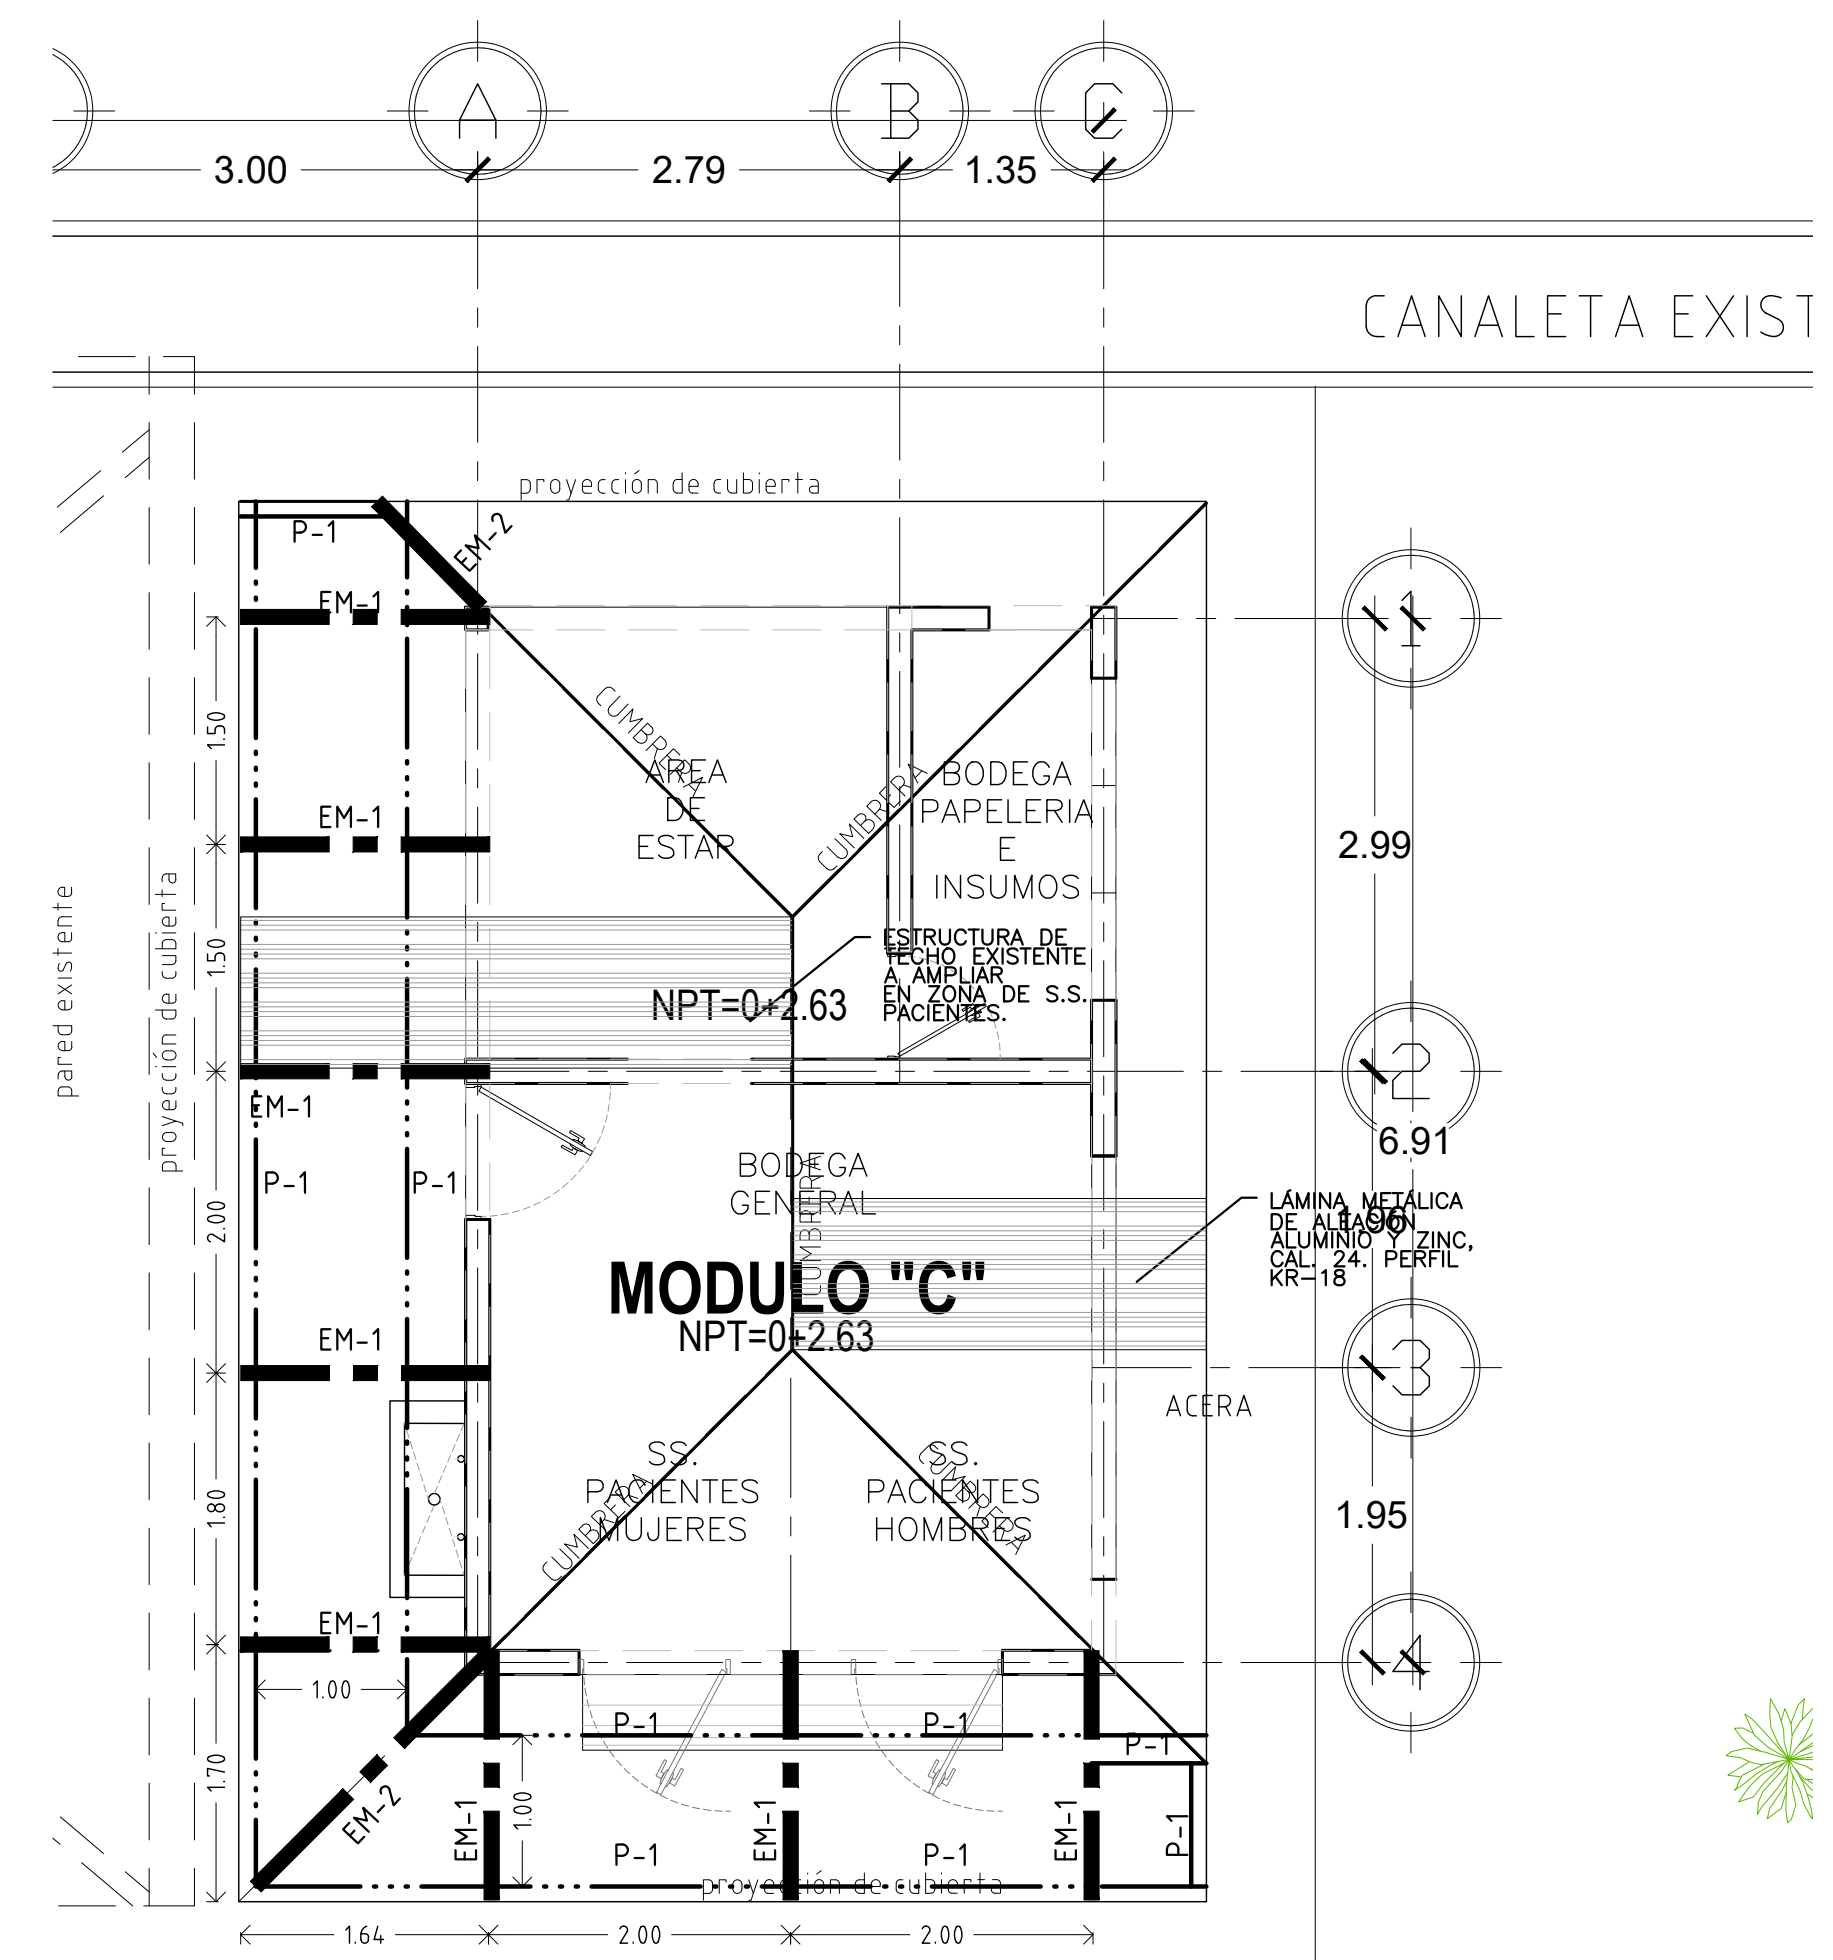 A
B
C
3.00
2.79
1.35
CANALETA EXIST
proyección de cubierta
P-1
EM-2
EM-1
1
1.50
CUMBRERA
AREA
DE
ESTAR
CUMBRERA
BODEGA
PAPELERIA
E
INSUMOS
EM-1
2.99
pared existente
proyección de cubierta
1.50
ESTRUCTURA DE
TECHO EXISTENTE
A AMPLIAR
EN ZONA DE S.S.
PACIENTES.
NPT=0+2.63
EM-1
2
6.91
P-1
P-1
2.00
BODEGA
GENERAL
CUMBRERA
LÁMINA METÁLICA
DE ALEACIÓN
ALUMINIO Y ZINC,
CAL. 24. PERFIL
KR-18
1.96
MODULO "C"
NPT=0+2.63
EM-1
3
ACERA
1.80
SS.
PACIENTES
MUJERES
CUMBRERA
SS.
PACIENTES
HOMBRES
CUMBRERA
1.95
EM-1
4
1.00
P-1
P-1
P-1
1.70
EM-2
EM-1
1.00
EM-1
EM-1
P-1
P-1
P-1
proyección de cubierta
1.64
2.00
2.00